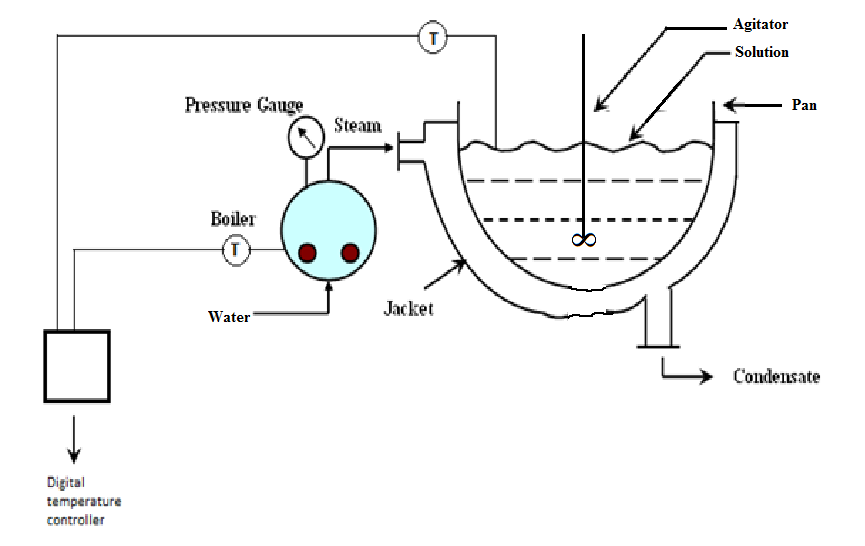 Agitator
Solution
T
Pan
Pressure Gauge
Steam
Boiler
T
Water
Jacket
Condensate
Digital
temperature
controller